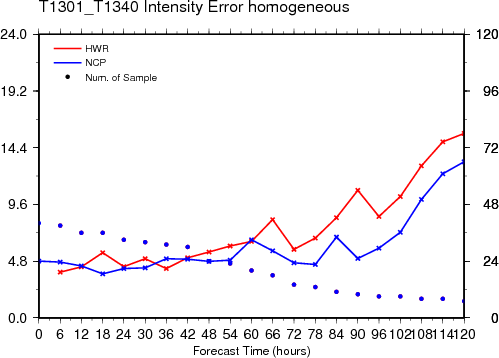 T1301_T1340 Intensity Error homogeneous
24.0 120
HWR
NCP
Num. of Sample
19.2 96
14.4 72
9.6 48
4.8 24
0.0 0
0 6 12 18 24 30 36 42 48 54 60 66 72 78 84 90 96 102 108 114 120
Forecast Time (hours)